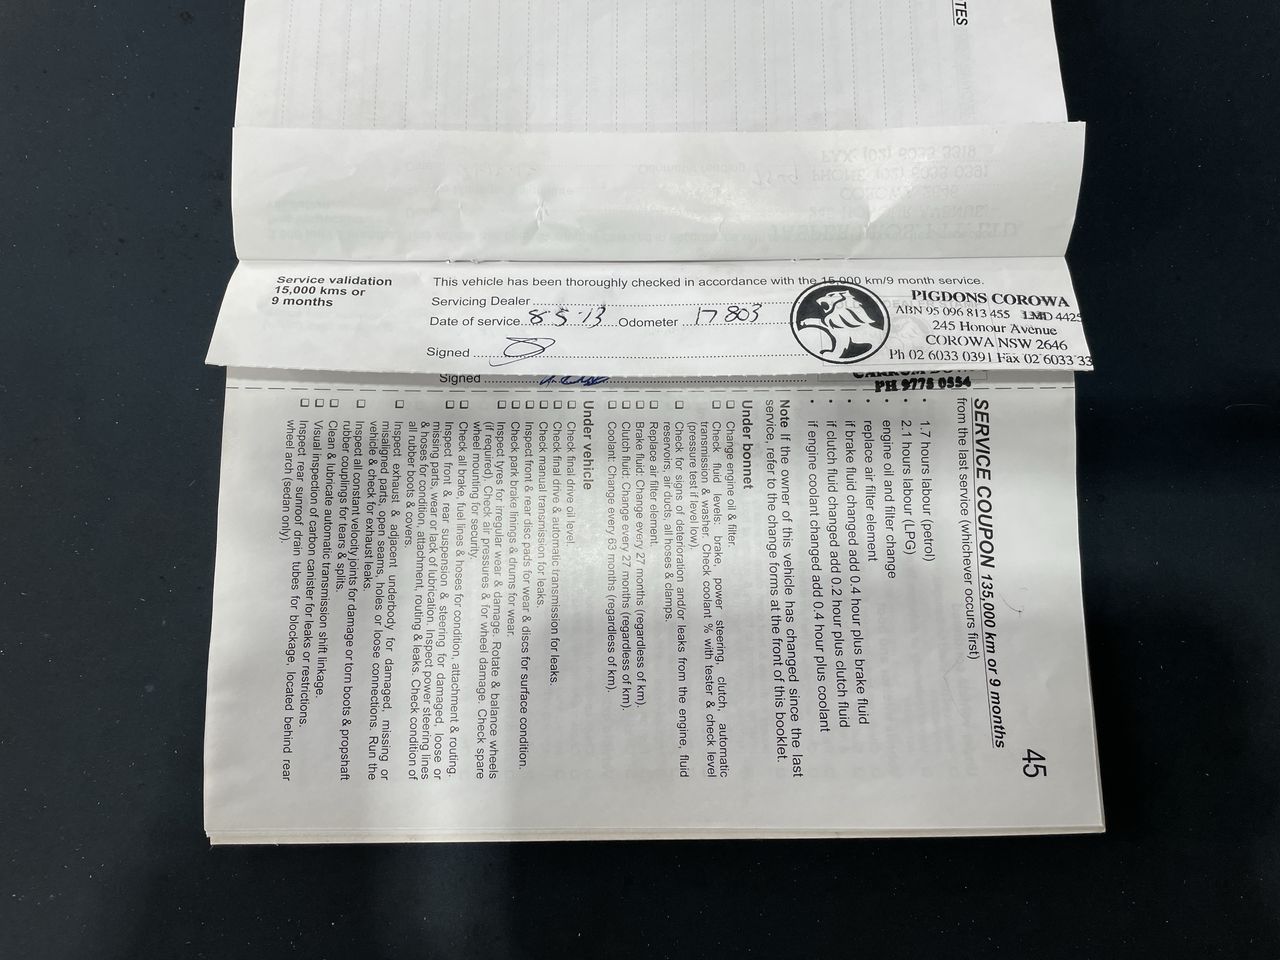 TES
Service validation
15,000 kms or
9 months
This vehicle has been thoroughly checked in accordance with the 15,000 km/9 month service.
Servicing Dealer
Date of service 8.5.13 Odometer 17803
Signed
PIGDONS COROWA
ABN 95 096 813 455 LMD 4425
245 Honour Avenue
COROWA NSW 2646
Ph 02 6033 0391 Fax 02 6033 33
Signed
PH 9775 0554
45
SERVICE COUPON 135,000 km or 9 months
from the last service (whichever occurs first)
• 1.7 hours labour (petrol)
• 2.1 hours labour (LPG)
• engine oil and filter change
replace air filter element
• if brake fluid changed add 0.4 hour plus brake fluid
• if clutch fluid changed add 0.2 hour plus clutch fluid
• if engine coolant changed add 0.4 hour plus coolant
Note If the owner of this vehicle has changed since the last
service, refer to the change forms at the front of this booklet.
Under bonnet
☐ Change engine oil & filter.
☐ Check fluid levels: brake, power steering, clutch, automatic
transmission & washer. Check coolant % with tester & check level
(pressure test if level low).
☐ Check for signs of deterioration and/or leaks from the engine, fluid
reservoirs, air ducts, all hoses & clamps.
☐ Replace air filter element.
☐ Brake fluid: Change every 27 months (regardless of km).
☐ Clutch fluid: Change every 27 months (regardless of km).
☐ Coolant: Change every 63 months (regardless of km).
Under vehicle
☐ Check final drive oil level.
☐ Check final drive & automatic transmission for leaks.
☐ Check manual transmission for leaks.
☐ Inspect front & rear disc pads for wear & discs for surface condition.
☐ Check park brake linings & drums for wear.
☐ Inspect tyres for irregular wear & damage. Rotate & balance wheels
(if required). Check air pressures & for wheel damage. Check spare
wheel mounting for security.
☐ Check all brake, fuel lines & hoses for condition, attachment & routing.
☐ Inspect front & rear suspension & steering for damaged, loose or
missing parts, wear or lack of lubrication. Inspect power steering lines
& hoses for condition, attachment, routing & leaks. Check condition of
all rubber boots & covers.
☐ Inspect exhaust & adjacent underbody for damaged, missing or
misaligned parts, open seams, holes or loose connections. Run the
vehicle & check for exhaust leaks.
☐ Inspect all constant velocity joints for damage or torn boots & propshaft
rubber couplings for tears & splits.
☐ Clean & lubricate automatic transmission shift linkage.
☐ Visual inspection of carbon canister for leaks or restrictions.
☐ Inspect rear sunroof drain tubes for blockage, located behind rear
wheel arch (sedan only).